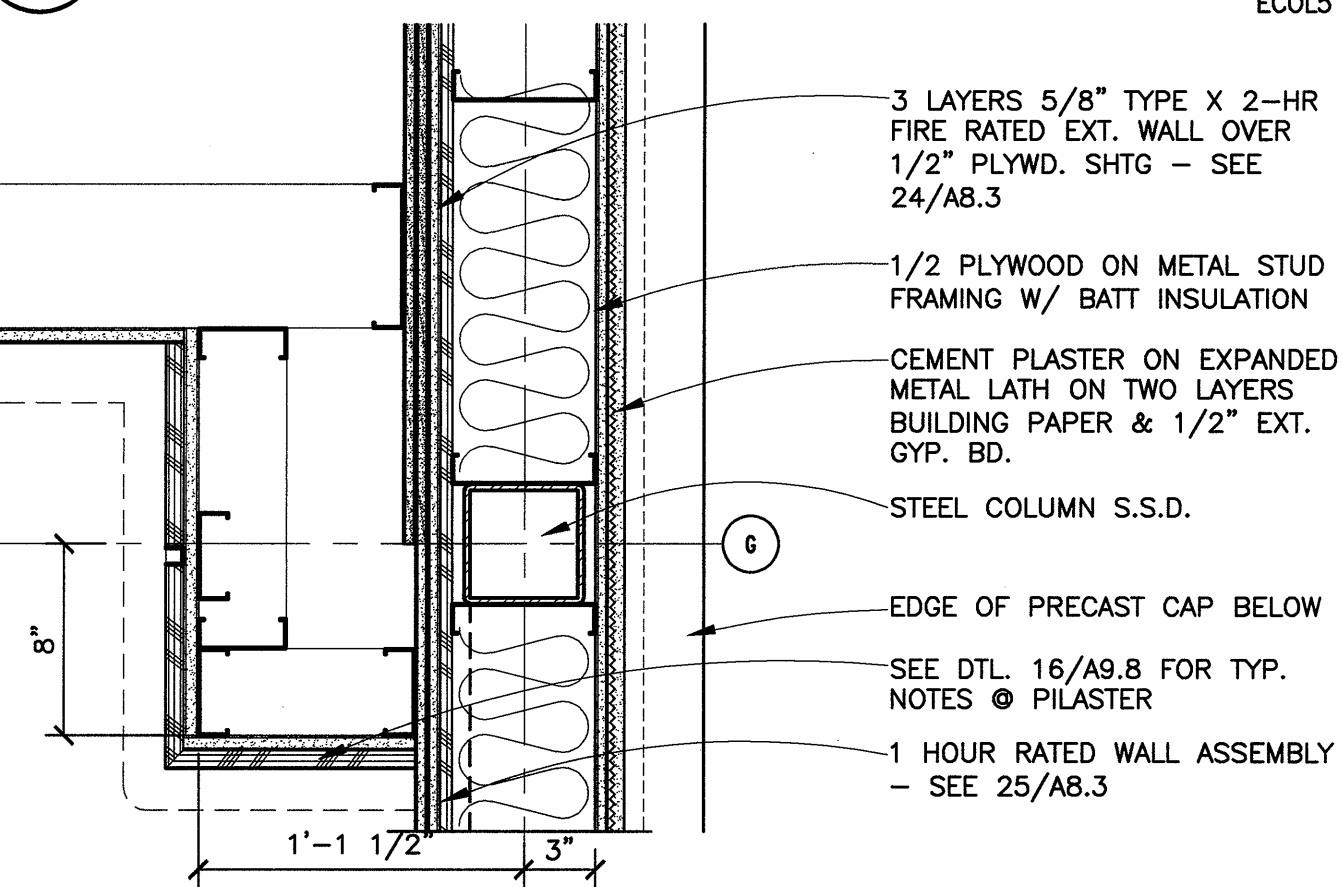 ECOL5
3 LAYERS 5/8" TYPE X 2-HR
FIRE RATED EXT. WALL OVER
1/2" PLYWD. SHTG - SEE
24/A8.3
1/2 PLYWOOD ON METAL STUD
FRAMING W/ BATT INSULATION
CEMENT PLASTER ON EXPANDED
METAL LATH ON TWO LAYERS
BUILDING PAPER & 1/2" EXT.
GYP. BD.
STEEL COLUMN S.S.D.
G
EDGE OF PRECAST CAP BELOW
8"
SEE DTL. 16/A9.8 FOR TYP.
NOTES @ PILASTER
1 HOUR RATED WALL ASSEMBLY
- SEE 25/A8.3
1'-1 1/2"
3"